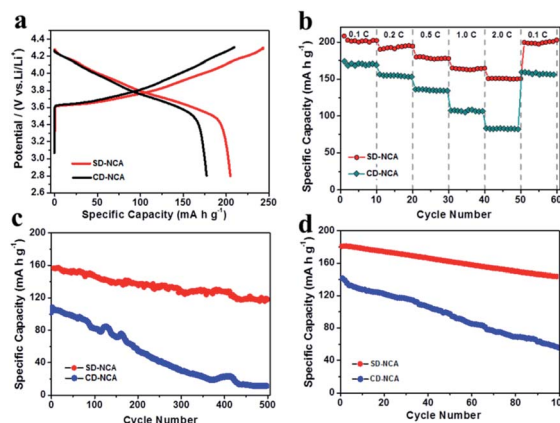 a
4.8
4.4
4.0
3.6
3.2
2.8
2.4
Potential / (V vs.Li/Li⁺)
SD-NCA
CD-NCA
0 50 100 150 200 250
Specific Capacity (mA h g⁻¹)
b
200
150
100
50
0
Specific Capacity (mA h g⁻¹)
0.1 C 0.2 C 0.5 C 1.0 C 2.0 C 0.1 C
SD-NCA
CD-NCA
0 10 20 30 40 50 60
Cycle Number
c
200
160
120
80
40
0
Specific Capacity (mA h g⁻¹)
SD-NCA
CD-NCA
0 100 200 300 400 500
Cycle Number
d
200
160
120
80
40
0
Specific Capacity (mA h g⁻¹)
SD-NCA
CD-NCA
0 20 40 60 80 100
Cycle Number